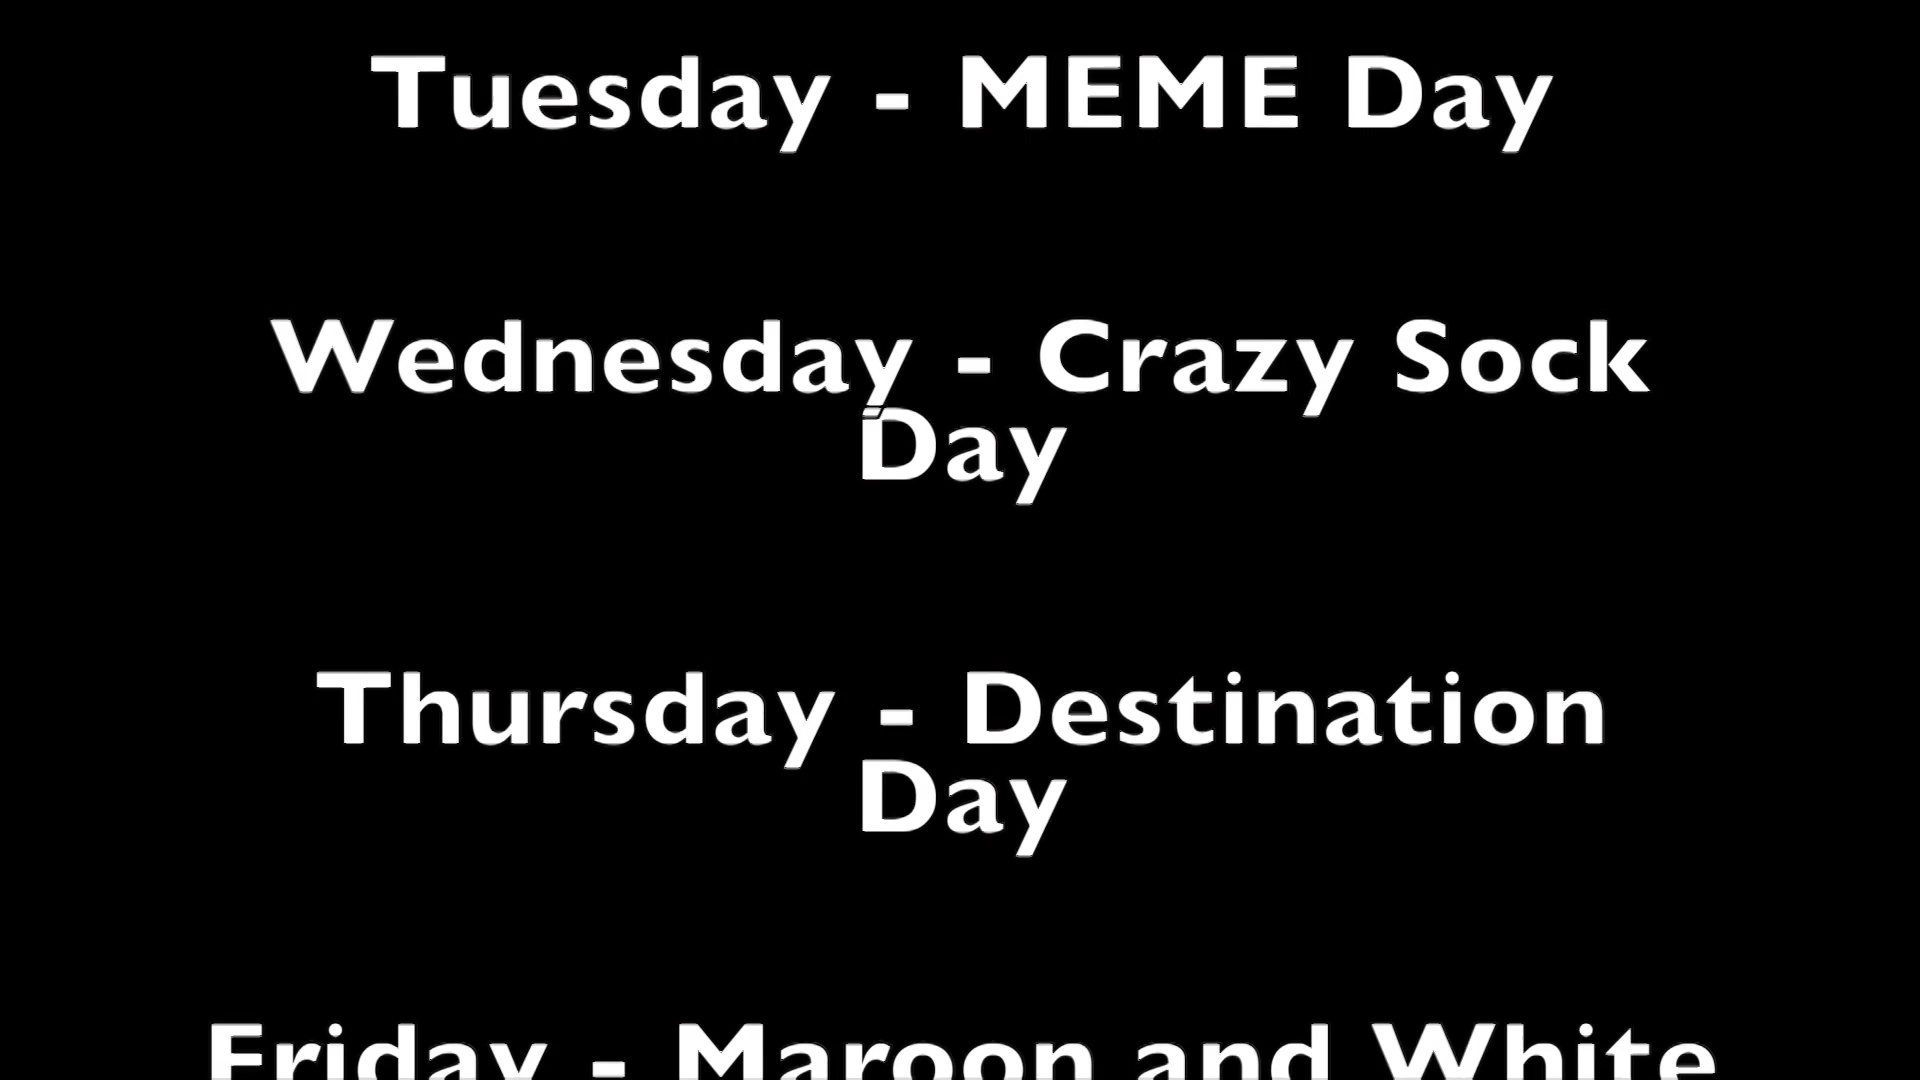 Tuesday - MEME Day
Wednesday - Crazy Sock
Day
Thursday - Destination
Day
Friday - Maroon and White